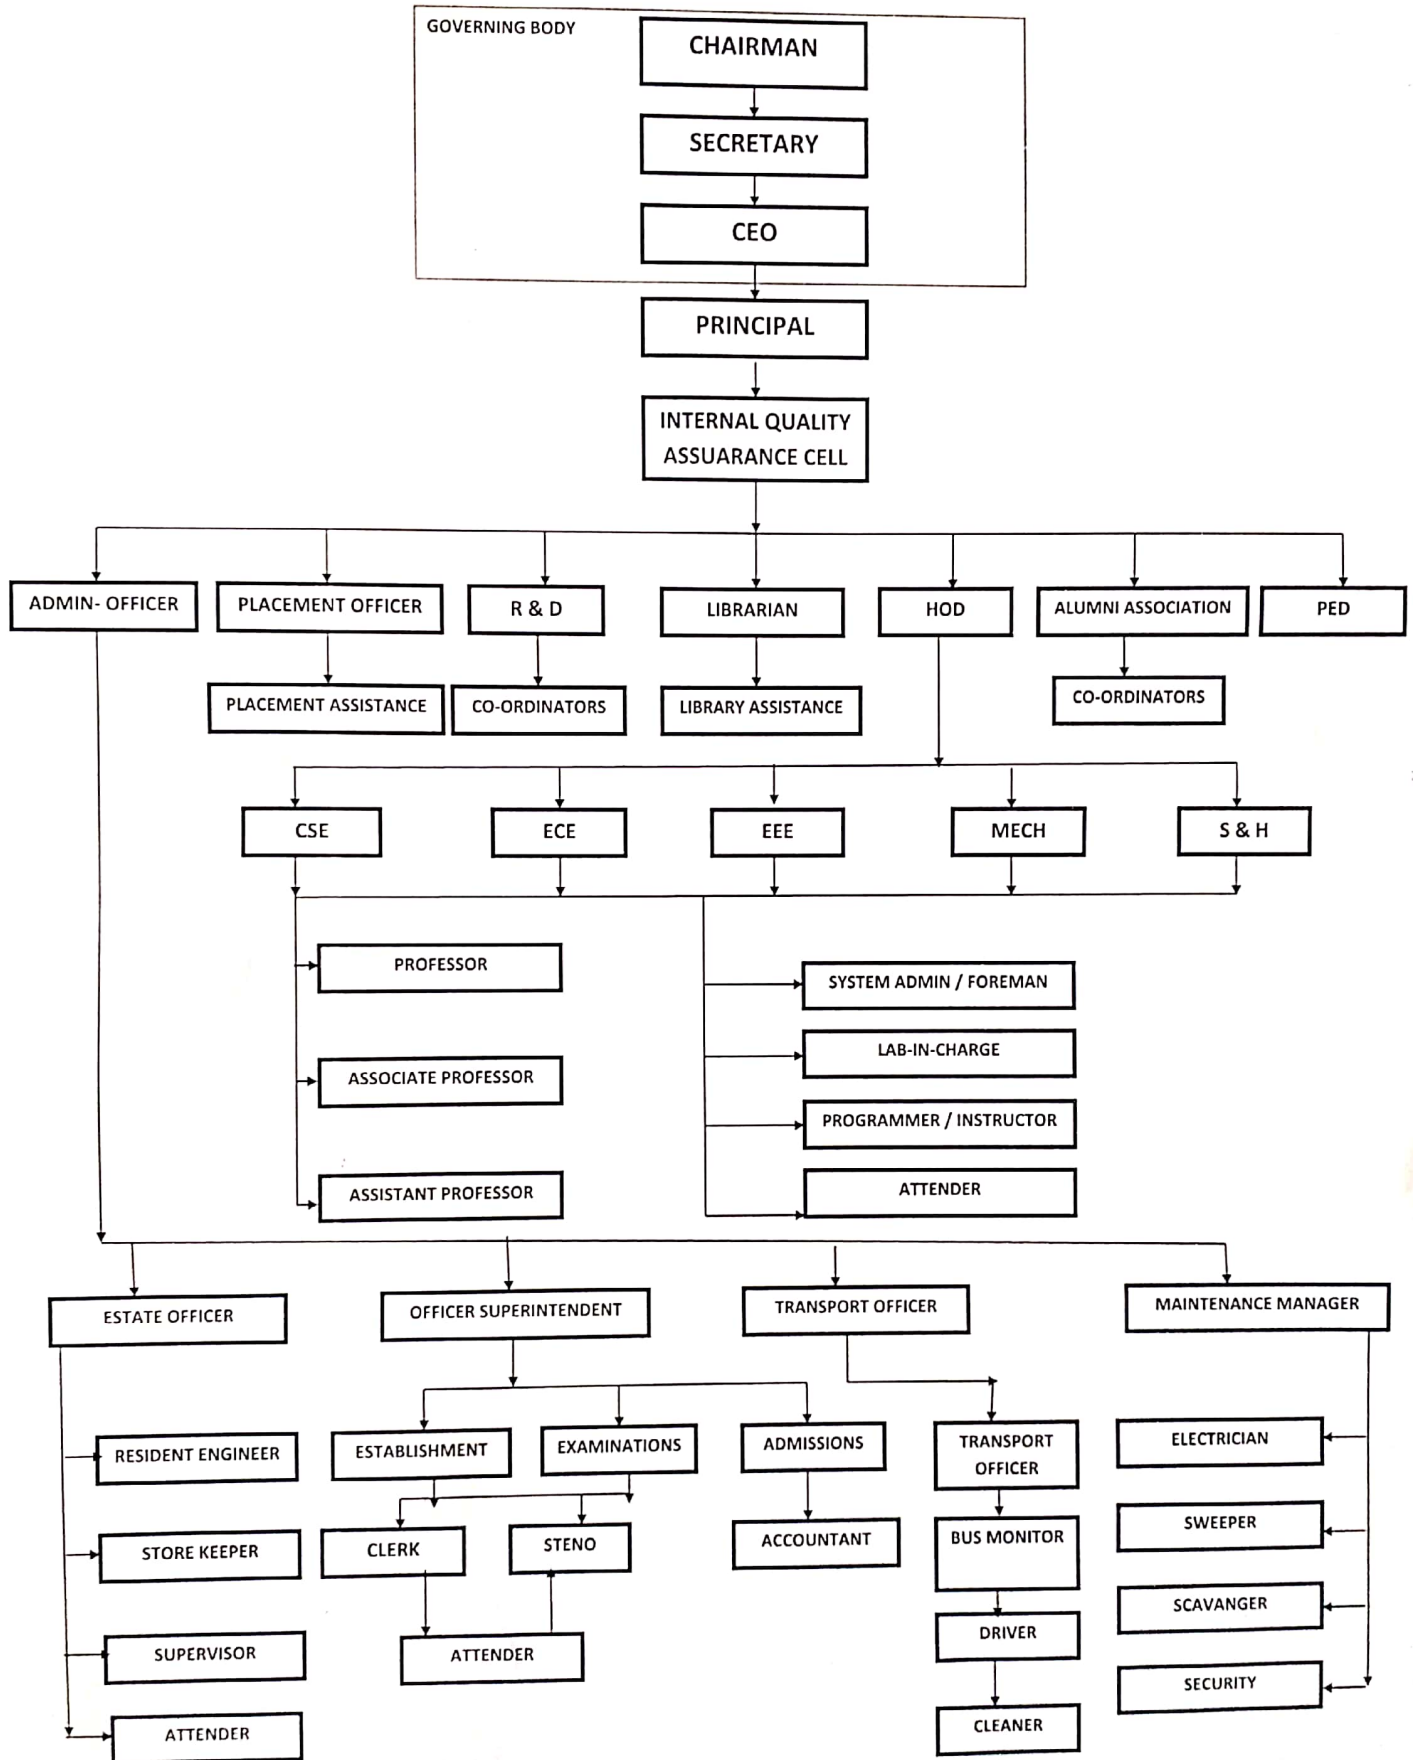 GOVERNING BODY
CHAIRMAN
SECRETARY
CEO
PRINCIPAL
INTERNAL QUALITY
ASSUARANCE CELL
ADMIN- OFFICER
PLACEMENT OFFICER
R & D
LIBRARIAN
HOD
ALUMNI ASSOCIATION
PED
PLACEMENT ASSISTANCE
CO-ORDINATORS
LIBRARY ASSISTANCE
CO-ORDINATORS
CSE
ECE
EEE
MECH
S & H
PROFESSOR
ASSOCIATE PROFESSOR
ASSISTANT PROFESSOR
SYSTEM ADMIN / FOREMAN
LAB-IN-CHARGE
PROGRAMMER / INSTRUCTOR
ATTENDER
ESTATE OFFICER
OFFICER SUPERINTENDENT
TRANSPORT OFFICER
MAINTENANCE MANAGER
RESIDENT ENGINEER
STORE KEEPER
SUPERVISOR
ATTENDER
ESTABLISHMENT
EXAMINATIONS
ADMISSIONS
CLERK
STENO
ACCOUNTANT
ATTENDER
TRANSPORT
OFFICER
BUS MONITOR
DRIVER
CLEANER
ELECTRICIAN
SWEEPER
SCAVANGER
SECURITY